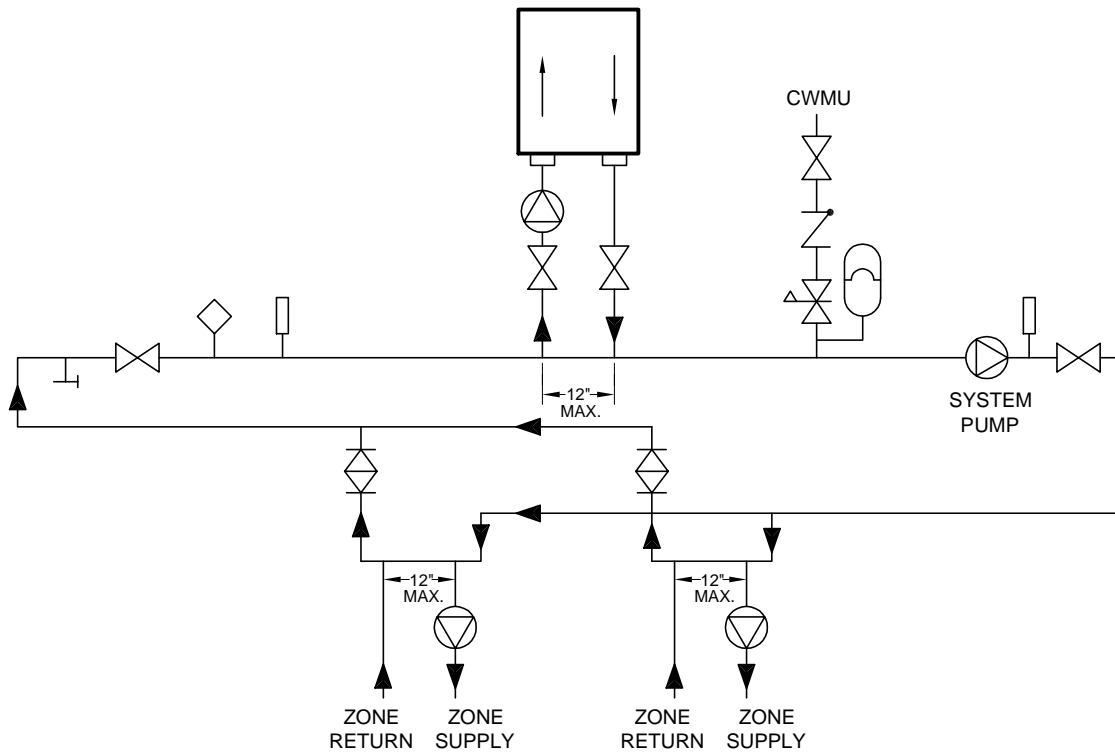 CWMU
12"
MAX.
SYSTEM
PUMP
12"
MAX.
12"
MAX.
ZONE
RETURN
ZONE
SUPPLY
ZONE
RETURN
ZONE
SUPPLY